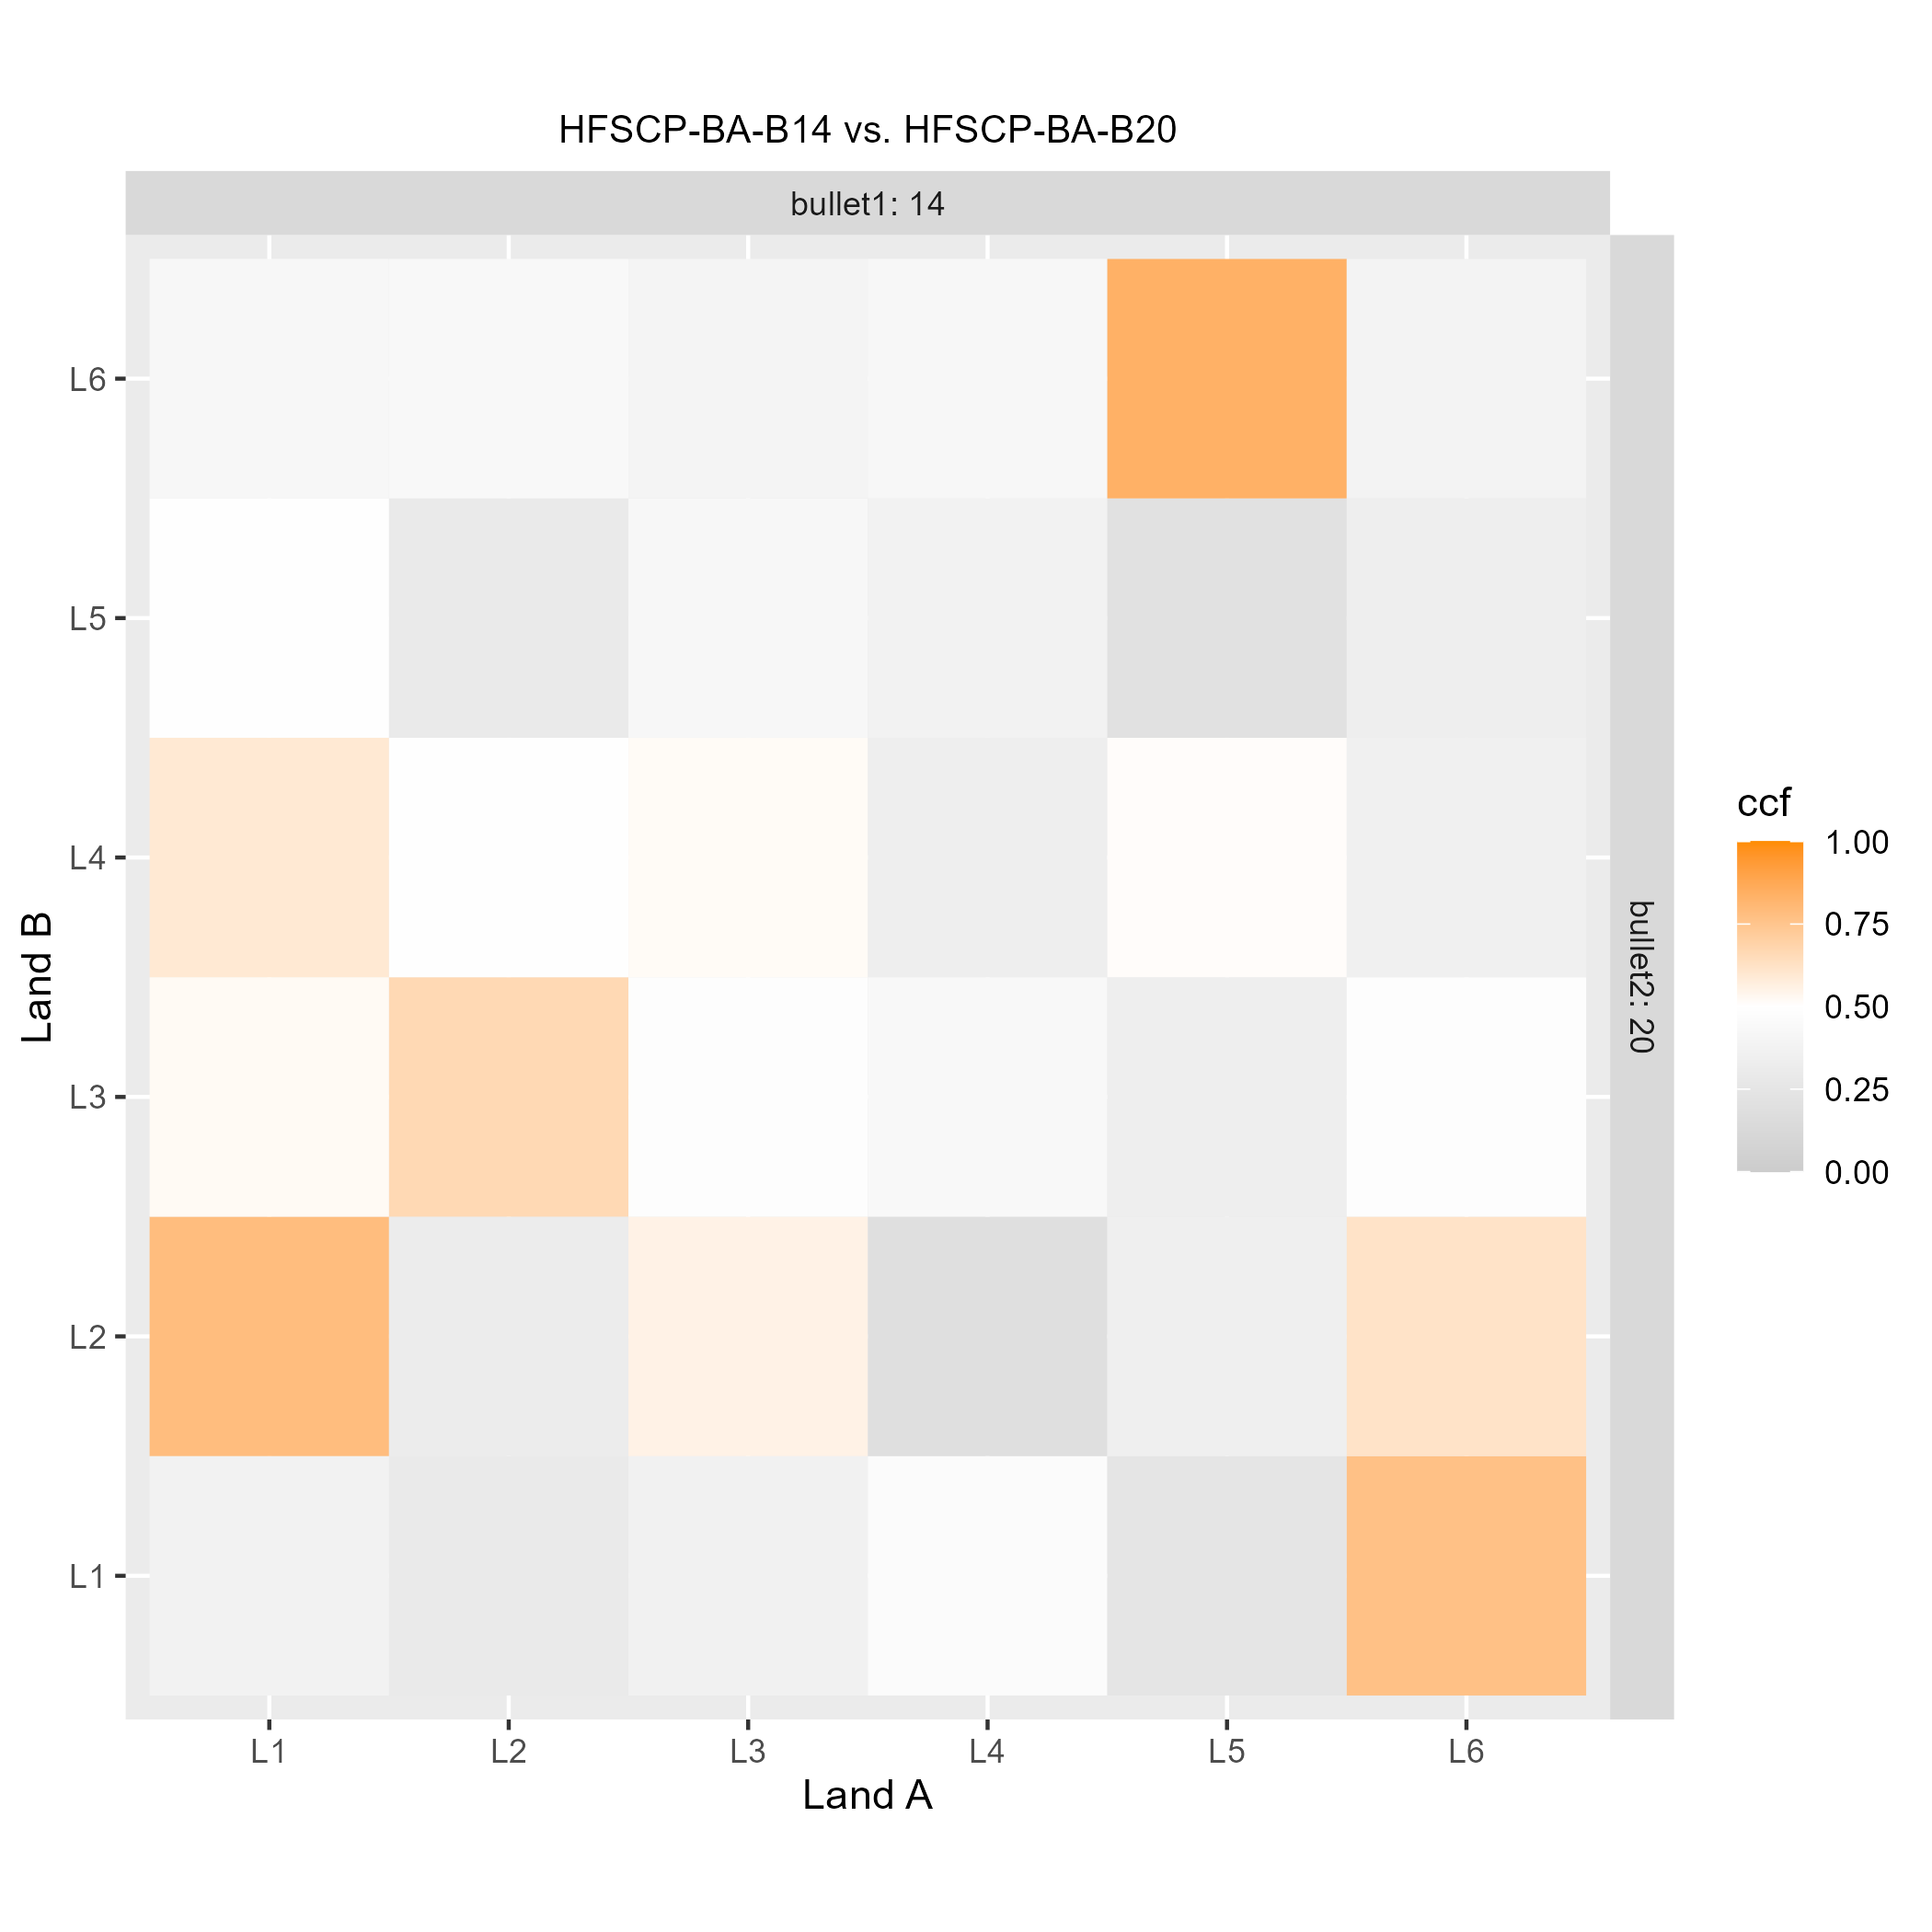 HFSCP-BA-B14 vs. HFSCP-BA-B20
bullet1: 14
L6
L5
L4
L3
L2
L1
Land B
bullet2: 20
L1 L2 L3 L4 L5 L6
Land A
ccf
1.00
0.75
0.50
0.25
0.00